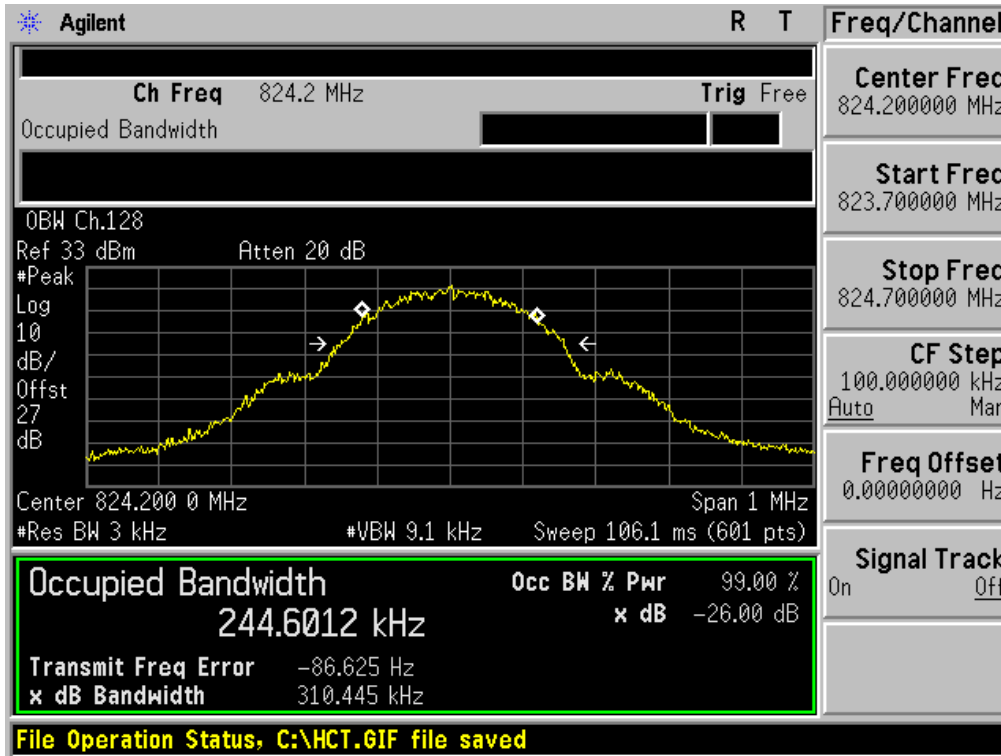 Agilent R T
Ch Freq 824.2 MHz Trig Free
Occupied Bandwidth
OBW Ch.128
Ref 33 dBm Atten 20 dB
#Peak
Log
10
dB/
Offst
27
dB
Center 824.200 0 MHz Span 1 MHz
#Res BW 3 kHz #VBW 9.1 kHz Sweep 106.1 ms (601 pts)
Occupied Bandwidth
244.6012 kHz
Occ BW % Pwr 99.00 %
x dB -26.00 dB
Transmit Freq Error -86.625 Hz
x dB Bandwidth 310.445 kHz
File Operation Status, C:\HCT.GIF file saved
Freq/Channel
Center Freq
824.200000 MHz
Start Freq
823.700000 MHz
Stop Freq
824.700000 MHz
CF Step
100.000000 kHz
Auto Man
Freq Offset
0.00000000 Hz
Signal Track
On Off